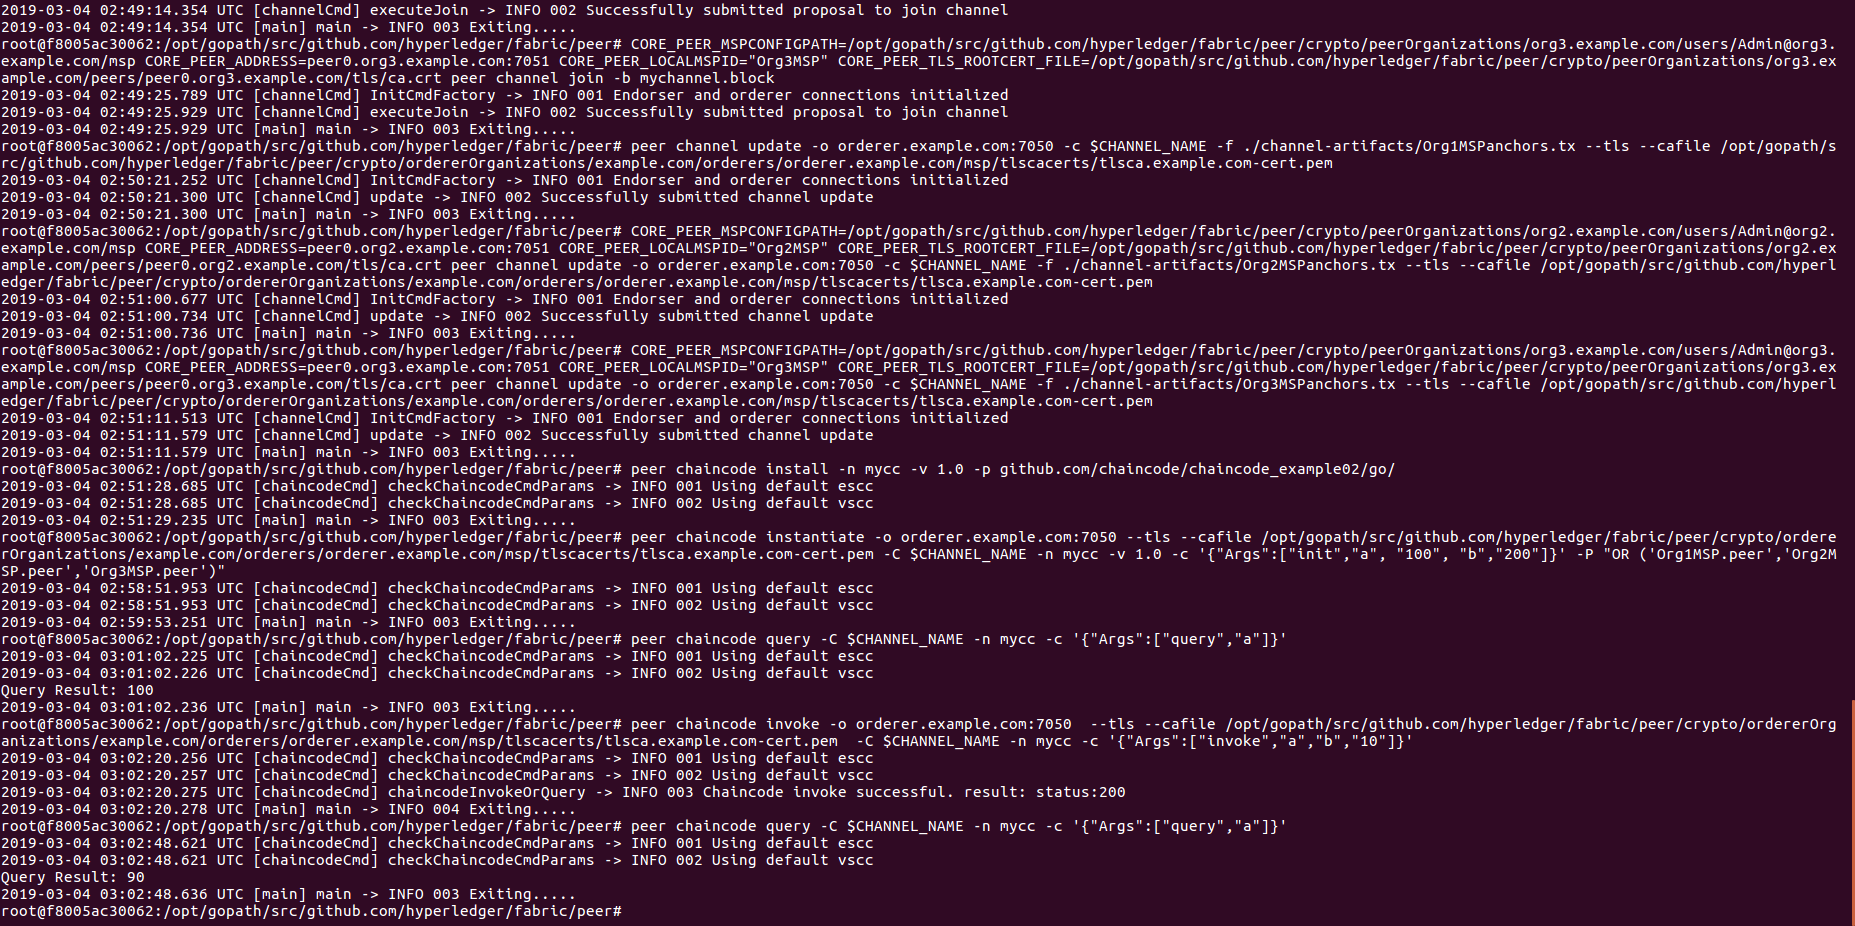 2019-03-04 02:49:14.354 UTC [channelCmd] executeJoin -> INFO 002 Successfully submitted proposal to join channel
2019-03-04 02:49:14.354 UTC [main] main -> INFO 003 Exiting.....
root@f8005ac30062:/opt/gopath/src/github.com/hyperledger/fabric/peer# CORE_PEER_MSPCONFIGPATH=/opt/gopath/src/github.com/hyperledger/fabric/peer/crypto/peerOrganizations/org3.example.com/users/Admin@org3.
example.com/msp CORE_PEER_ADDRESS=peer0.org3.example.com:7051 CORE_PEER_LOCALMSPID="Org3MSP" CORE_PEER_TLS_ROOTCERT_FILE=/opt/gopath/src/github.com/hyperledger/fabric/peer/crypto/peerOrganizations/org3.ex
ample.com/peers/peer0.org3.example.com/tls/ca.crt peer channel join -b mychannel.block
2019-03-04 02:49:25.789 UTC [channelCmd] InitCmdFactory -> INFO 001 Endorser and orderer connections initialized
2019-03-04 02:49:25.929 UTC [channelCmd] executeJoin -> INFO 002 Successfully submitted proposal to join channel
2019-03-04 02:49:25.929 UTC [main] main -> INFO 003 Exiting.....
root@f8005ac30062:/opt/gopath/src/github.com/hyperledger/fabric/peer# peer channel update -o orderer.example.com:7050 -c $CHANNEL_NAME -f ./channel-artifacts/Org1MSPanchors.tx --tls --cafile /opt/gopath/s
rc/github.com/hyperledger/fabric/peer/crypto/ordererOrganizations/example.com/orderers/orderer.example.com/msp/tlscacerts/tlsca.example.com-cert.pem
2019-03-04 02:50:21.252 UTC [channelCmd] InitCmdFactory -> INFO 001 Endorser and orderer connections initialized
2019-03-04 02:50:21.300 UTC [channelCmd] update -> INFO 002 Successfully submitted channel update
2019-03-04 02:50:21.300 UTC [main] main -> INFO 003 Exiting.....
root@f8005ac30062:/opt/gopath/src/github.com/hyperledger/fabric/peer# CORE_PEER_MSPCONFIGPATH=/opt/gopath/src/github.com/hyperledger/fabric/peer/crypto/peerOrganizations/org2.example.com/users/Admin@org2.
example.com/msp CORE_PEER_ADDRESS=peer0.org2.example.com:7051 CORE_PEER_LOCALMSPID="Org2MSP" CORE_PEER_TLS_ROOTCERT_FILE=/opt/gopath/src/github.com/hyperledger/fabric/peer/crypto/peerOrganizations/org2.ex
ample.com/peers/peer0.org2.example.com/tls/ca.crt peer channel update -o orderer.example.com:7050 -c $CHANNEL_NAME -f ./channel-artifacts/Org2MSPanchors.tx --tls --cafile /opt/gopath/src/github.com/hyperl
edger/fabric/peer/crypto/ordererOrganizations/example.com/orderers/orderer.example.com/msp/tlscacerts/tlsca.example.com-cert.pem
2019-03-04 02:51:00.677 UTC [channelCmd] InitCmdFactory -> INFO 001 Endorser and orderer connections initialized
2019-03-04 02:51:00.734 UTC [channelCmd] update -> INFO 002 Successfully submitted channel update
2019-03-04 02:51:00.736 UTC [main] main -> INFO 003 Exiting.....
root@f8005ac30062:/opt/gopath/src/github.com/hyperledger/fabric/peer# CORE_PEER_MSPCONFIGPATH=/opt/gopath/src/github.com/hyperledger/fabric/peer/crypto/peerOrganizations/org3.example.com/users/Admin@org3.
example.com/msp CORE_PEER_ADDRESS=peer0.org3.example.com:7051 CORE_PEER_LOCALMSPID="Org3MSP" CORE_PEER_TLS_ROOTCERT_FILE=/opt/gopath/src/github.com/hyperledger/fabric/peer/crypto/peerOrganizations/org3.ex
ample.com/peers/peer0.org3.example.com/tls/ca.crt peer channel update -o orderer.example.com:7050 -c $CHANNEL_NAME -f ./channel-artifacts/Org3MSPanchors.tx --tls --cafile /opt/gopath/src/github.com/hyperl
edger/fabric/peer/crypto/ordererOrganizations/example.com/orderers/orderer.example.com/msp/tlscacerts/tlsca.example.com-cert.pem
2019-03-04 02:51:11.513 UTC [channelCmd] InitCmdFactory -> INFO 001 Endorser and orderer connections initialized
2019-03-04 02:51:11.579 UTC [channelCmd] update -> INFO 002 Successfully submitted channel update
2019-03-04 02:51:11.579 UTC [main] main -> INFO 003 Exiting.....
root@f8005ac30062:/opt/gopath/src/github.com/hyperledger/fabric/peer# peer chaincode install -n mycc -v 1.0 -p github.com/chaincode/chaincode_example02/go/
2019-03-04 02:51:28.685 UTC [chaincodeCmd] checkChaincodeCmdParams -> INFO 001 Using default escc
2019-03-04 02:51:28.685 UTC [chaincodeCmd] checkChaincodeCmdParams -> INFO 002 Using default vscc
2019-03-04 02:51:29.235 UTC [main] main -> INFO 003 Exiting.....
root@f8005ac30062:/opt/gopath/src/github.com/hyperledger/fabric/peer# peer chaincode instantiate -o orderer.example.com:7050 --tls --cafile /opt/gopath/src/github.com/hyperledger/fabric/peer/crypto/ordere
rOrganizations/example.com/orderers/orderer.example.com/msp/tlscacerts/tlsca.example.com-cert.pem -C $CHANNEL_NAME -n mycc -v 1.0 -c '{"Args":["init","a", "100", "b","200"]}' -P "OR ('Org1MSP.peer','Org2M
SP.peer','Org3MSP.peer')"
2019-03-04 02:58:51.953 UTC [chaincodeCmd] checkChaincodeCmdParams -> INFO 001 Using default escc
2019-03-04 02:58:51.953 UTC [chaincodeCmd] checkChaincodeCmdParams -> INFO 002 Using default vscc
2019-03-04 02:59:53.251 UTC [main] main -> INFO 003 Exiting.....
root@f8005ac30062:/opt/gopath/src/github.com/hyperledger/fabric/peer# peer chaincode query -C $CHANNEL_NAME -n mycc -c '{"Args":["query","a"]}'
2019-03-04 03:01:02.225 UTC [chaincodeCmd] checkChaincodeCmdParams -> INFO 001 Using default escc
2019-03-04 03:01:02.226 UTC [chaincodeCmd] checkChaincodeCmdParams -> INFO 002 Using default vscc
Query Result: 100
2019-03-04 03:01:02.236 UTC [main] main -> INFO 003 Exiting.....
root@f8005ac30062:/opt/gopath/src/github.com/hyperledger/fabric/peer# peer chaincode invoke -o orderer.example.com:7050  --tls --cafile /opt/gopath/src/github.com/hyperledger/fabric/peer/crypto/ordererOrg
anizations/example.com/orderers/orderer.example.com/msp/tlscacerts/tlsca.example.com-cert.pem  -C $CHANNEL_NAME -n mycc -c '{"Args":["invoke","a","b","10"]}'
2019-03-04 03:02:20.256 UTC [chaincodeCmd] checkChaincodeCmdParams -> INFO 001 Using default escc
2019-03-04 03:02:20.257 UTC [chaincodeCmd] checkChaincodeCmdParams -> INFO 002 Using default vscc
2019-03-04 03:02:20.275 UTC [chaincodeCmd] chaincodeInvokeOrQuery -> INFO 003 Chaincode invoke successful. result: status:200
2019-03-04 03:02:20.278 UTC [main] main -> INFO 004 Exiting.....
root@f8005ac30062:/opt/gopath/src/github.com/hyperledger/fabric/peer# peer chaincode query -C $CHANNEL_NAME -n mycc -c '{"Args":["query","a"]}'
2019-03-04 03:02:48.621 UTC [chaincodeCmd] checkChaincodeCmdParams -> INFO 001 Using default escc
2019-03-04 03:02:48.621 UTC [chaincodeCmd] checkChaincodeCmdParams -> INFO 002 Using default vscc
Query Result: 90
2019-03-04 03:02:48.636 UTC [main] main -> INFO 003 Exiting.....
root@f8005ac30062:/opt/gopath/src/github.com/hyperledger/fabric/peer#